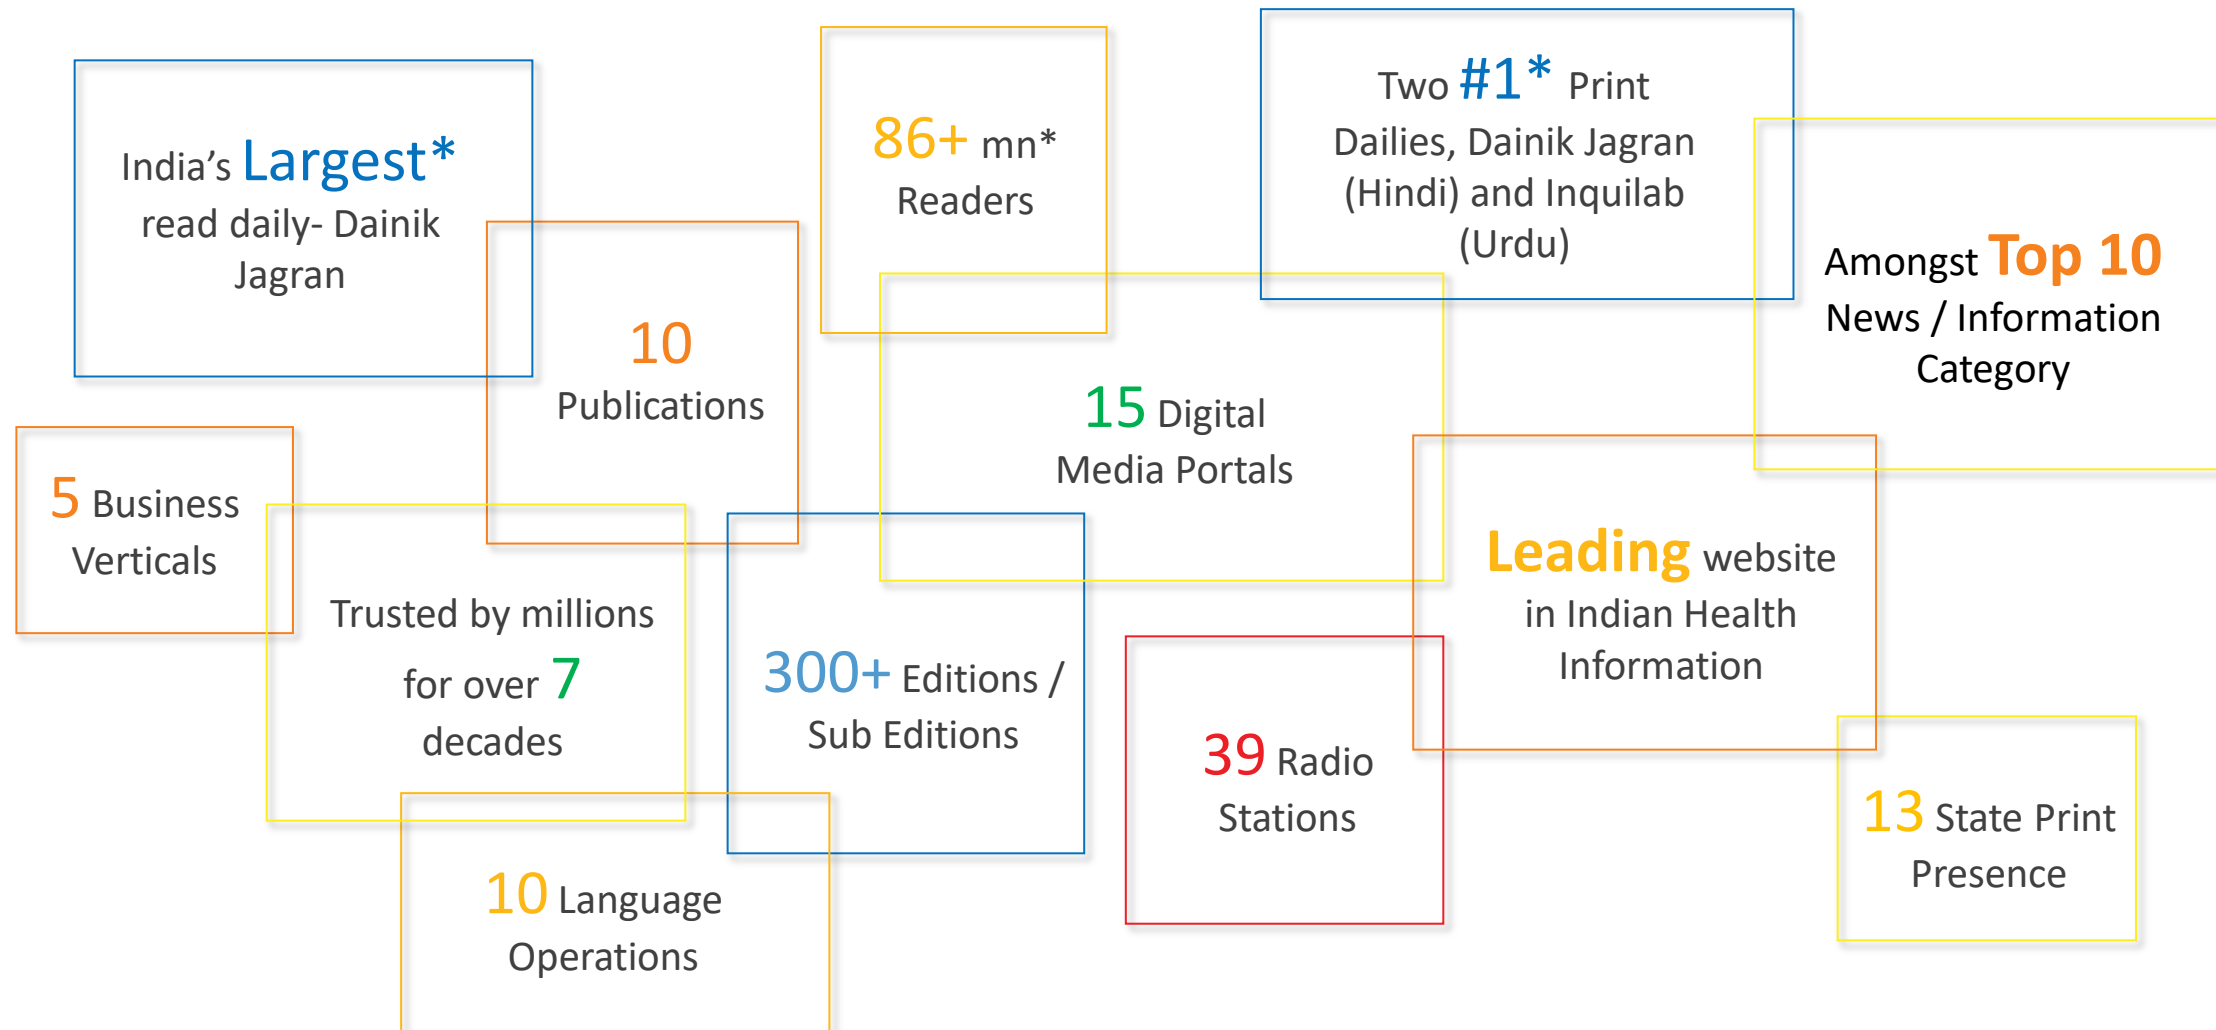 India's Largest*
read daily- Dainik
Jagran
86+ mn*
Readers
Two #1* Print
Dailies, Dainik Jagran
(Hindi) and Inquilab
(Urdu)
Amongst Top 10
News / Information
Category
10
Publications
15 Digital
Media Portals
5 Business
Verticals
Trusted by millions
for over 7
decades
300+ Editions /
Sub Editions
Leading website
in Indian Health
Information
39 Radio
Stations
13 State Print
Presence
10 Language
Operations